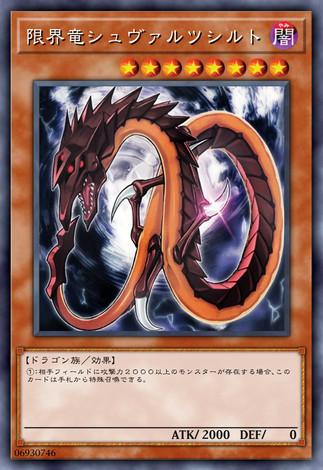 限界竜シュヴァルツシルト
闇
やみ
【ドラゴン族／効果】
①：相手フィールドに攻撃力２０００以上のモンスターが存在する場合、この
カードは手札から特殊召喚できる。
ATK/ 2000 DEF/ 0
06930746